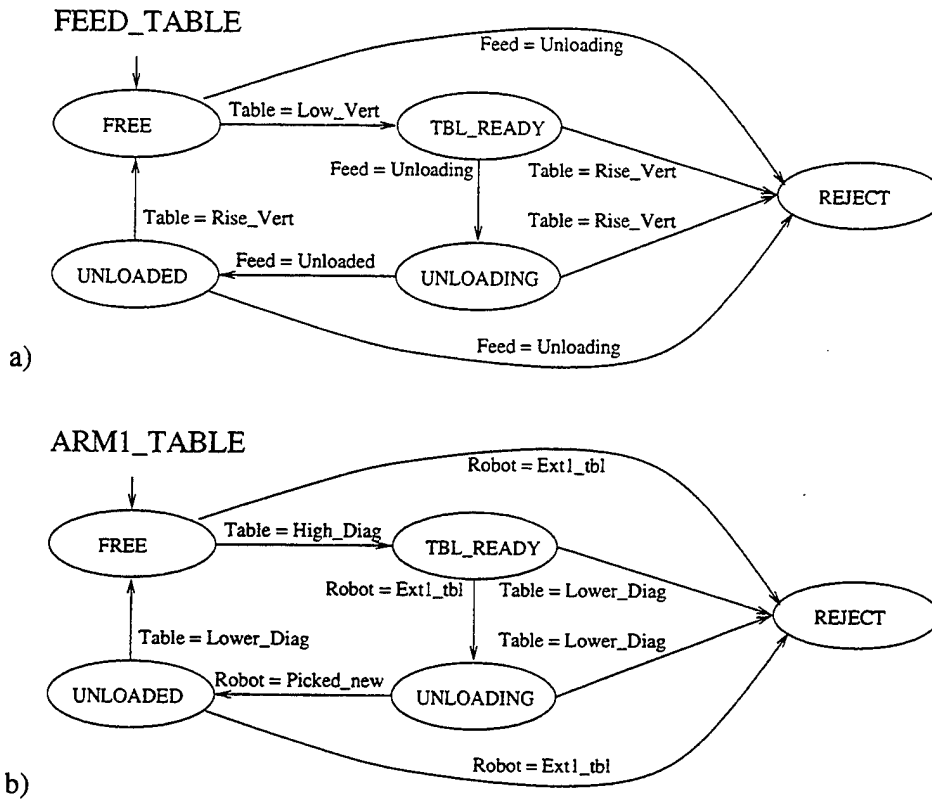 FEED_TABLE
Feed = Unloading
FREE
Table = Low_Vert
TBL_READY
Feed = Unloading
Table = Rise_Vert
REJECT
Table = Rise_Vert
Table = Rise_Vert
UNLOADED
Feed = Unloaded
UNLOADING
Feed = Unloading
a)
ARM1_TABLE
Robot = Ext1_tbl
FREE
Table = High_Diag
TBL_READY
Robot = Ext1_tbl
Table = Lower_Diag
REJECT
Table = Lower_Diag
Table = Lower_Diag
UNLOADED
Robot = Picked_new
UNLOADING
Robot = Ext1_tbl
b)